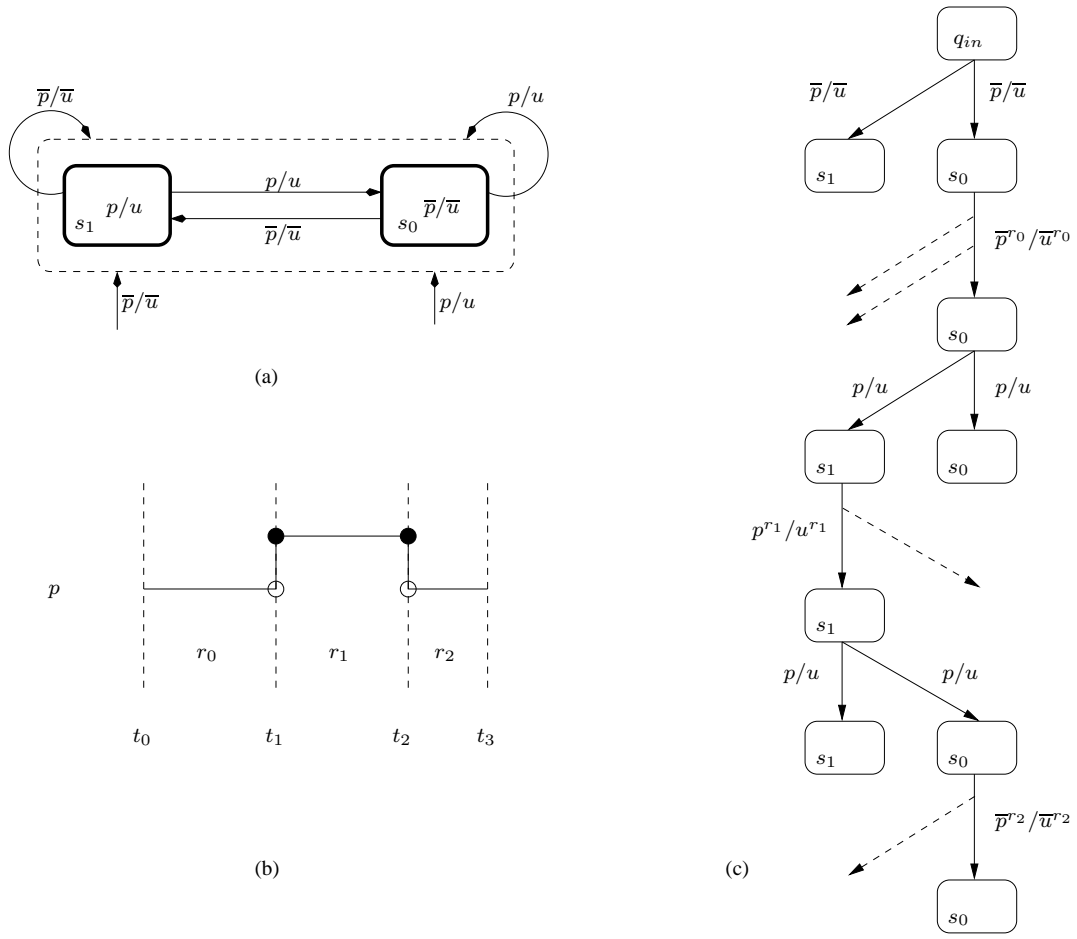 p̅/u̅
p/u
s₁ p/u
p/u
p̅/u̅
s₀ p̅/u̅
p̅/u̅
p/u
(a)
p
r₀ r₁ r₂
t₀ t₁ t₂ t₃
(b)
qᵢₙ
p̅/u̅ p̅/u̅
s₁ s₀
p̅^{r₀}/u̅^{r₀}
s₀
p/u p/u
s₁ s₀
p^{r₁}/u^{r₁}
s₁
p/u p/u
s₁ s₀
p̅^{r₂}/u̅^{r₂}
(c)
s₀